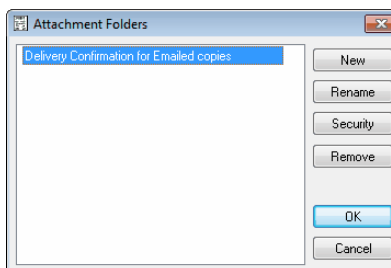 Attachment Folders
Delivery Confirmation for Emailed copies
New
Rename
Security
Remove
OK
Cancel